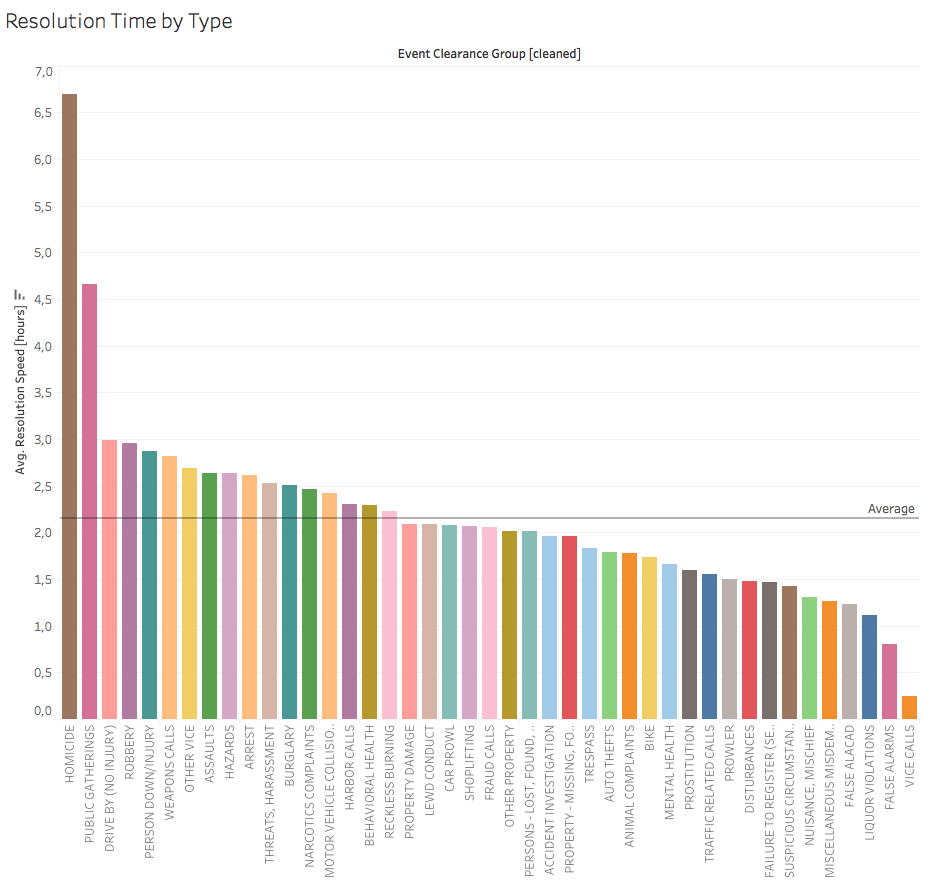 Resolution Time by Type
Event Clearance Group [cleaned]
Avg. Resolution Speed [hours]
7,0
6,5
6,0
5,5
5,0
4,5
4,0
3,5
3,0
2,5
2,0
1,5
1,0
0,5
0,0
Average
HOMICIDE
PUBLIC GATHERINGS
DRIVE BY (NO INJURY)
ROBBERY
PERSON DOWN/INJURY
WEAPONS CALLS
OTHER VICE
ASSAULTS
HAZARDS
ARREST
THREATS, HARASSMENT
BURGLARY
NARCOTICS COMPLAINTS
MOTOR VEHICLE COLLISIO..
HARBOR CALLS
BEHAVIORAL HEALTH
RECKLESS BURNING
PROPERTY DAMAGE
LEWD CONDUCT
CAR PROWL
SHOPLIFTING
FRAUD CALLS
OTHER PROPERTY
PERSONS - LOST, FOUND, ..
ACCIDENT INVESTIGATION
PROPERTY - MISSING, FO..
TRESPASS
AUTO THEFTS
ANIMAL COMPLAINTS
BIKE
MENTAL HEALTH
PROSTITUTION
TRAFFIC RELATED CALLS
PROWLER
DISTURBANCES
FAILURE TO REGISTER (SE..
SUSPICIOUS CIRCUMSTAN..
NUISANCE, MISCHIEF
MISCELLANEOUS MISDEM..
FALSE ALACAD
LIQUOR VIOLATIONS
FALSE ALARMS
VICE CALLS